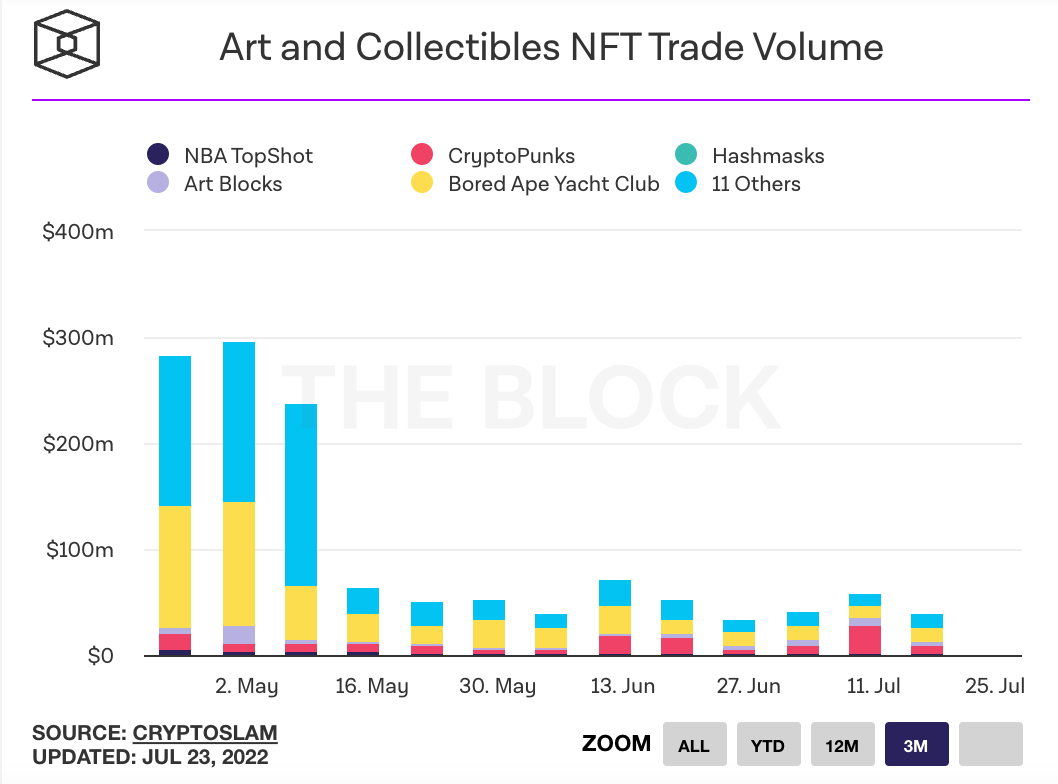 Art and Collectibles NFT Trade Volume
NBA TopShot
CryptoPunks
Hashmasks
Art Blocks
Bored Ape Yacht Club
11 Others
$400m
$300m
$200m
$100m
$0
THE BLOCK
2. May
16. May
30. May
13. Jun
27. Jun
11. Jul
25. Jul
SOURCE: CRYPTOSLAM
UPDATED: JUL 23, 2022
ZOOM
ALL
YTD
12M
3M